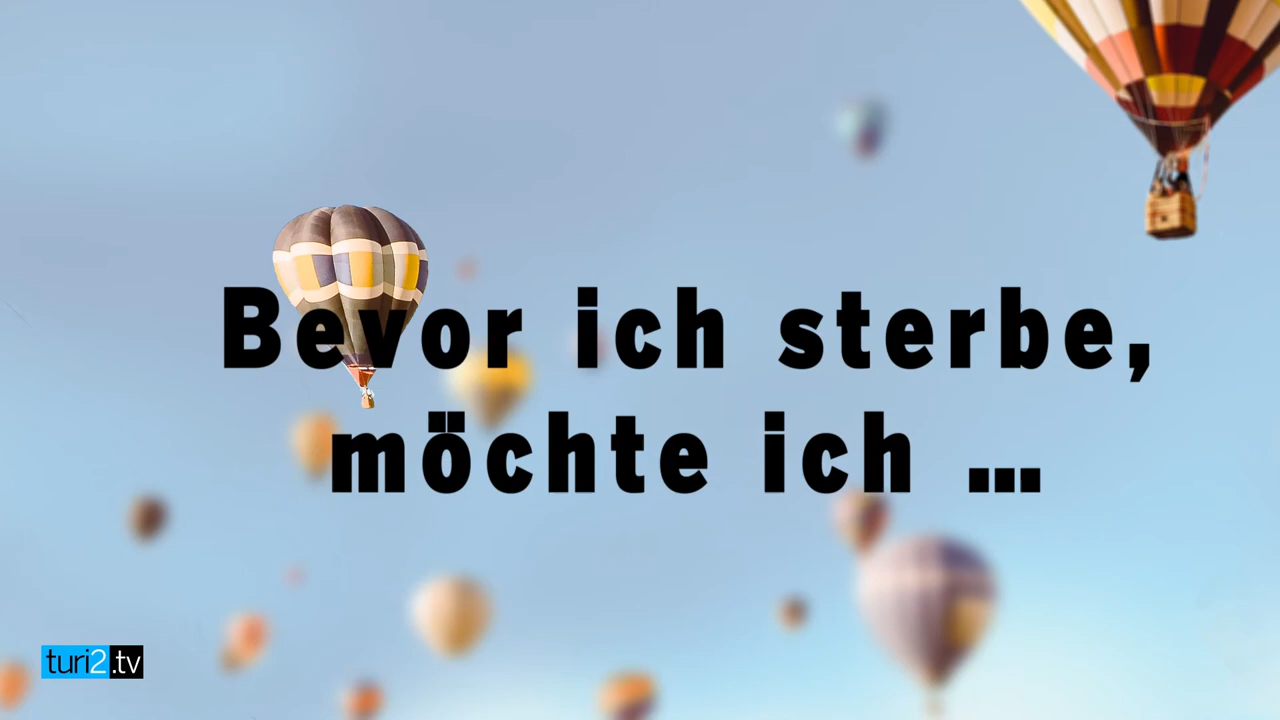 Bevor ich sterbe,
möchte ich ...
turi2.tv